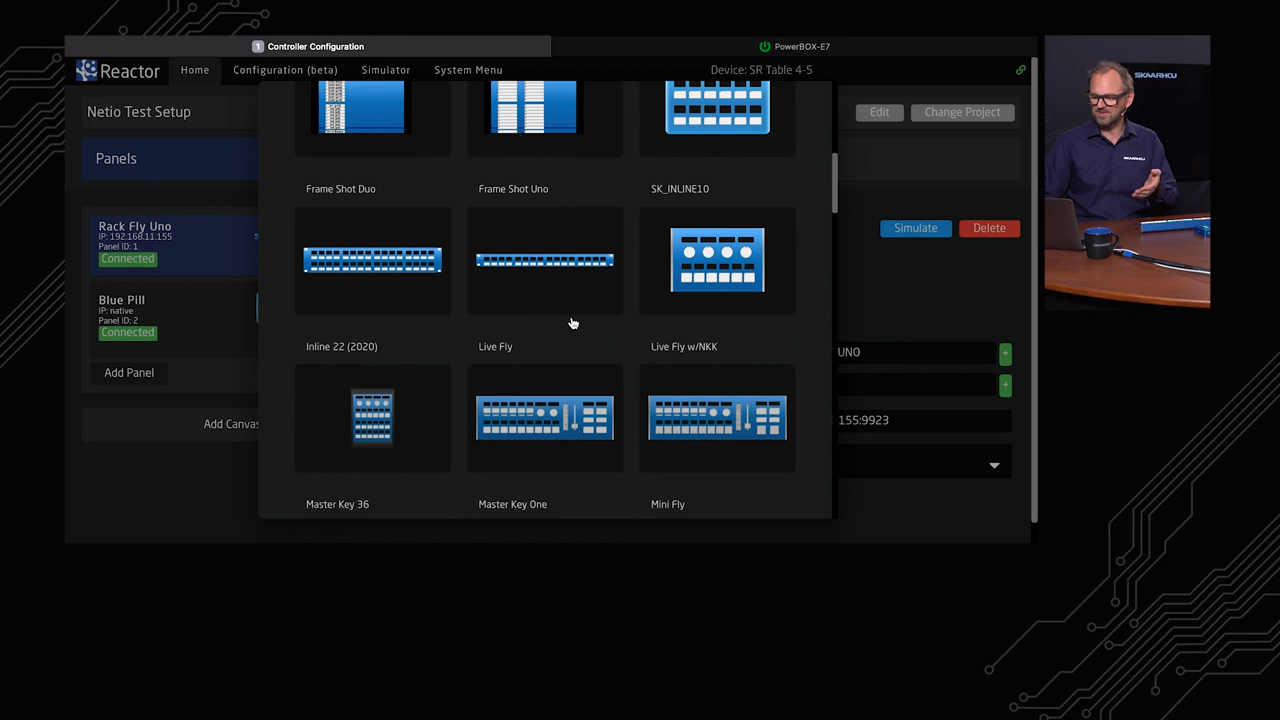 1 Controller Configuration
PowerBOX-E7
Reactor
Home
Configuration (beta)
Simulator
System Menu
Device: SR Table 4-5
SKAARHOJ
Netio Test Setup
Edit
Change Project
Panels
SKAARHOJ
Frame Shot Duo
Frame Shot Uno
SK_INLINE10
Rack Fly Uno
IP: 192.168.11.155
Panel ID: 1
Connected
Simulate
Delete
Blue Pill
IP: native
Panel ID: 2
Connected
Inline 22 (2020)
Live Fly
Live Fly w/NKK
UNO
+
Add Panel
+
Add Canvas
155:9923
Master Key 36
Master Key One
Mini Fly